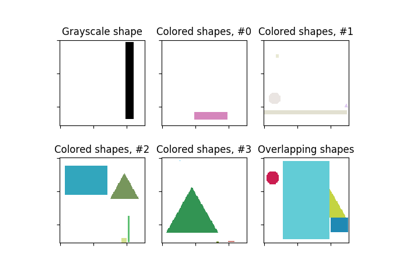 Grayscale shape
Colored shapes, #0
Colored shapes, #1
Colored shapes, #2
Colored shapes, #3
Overlapping shapes